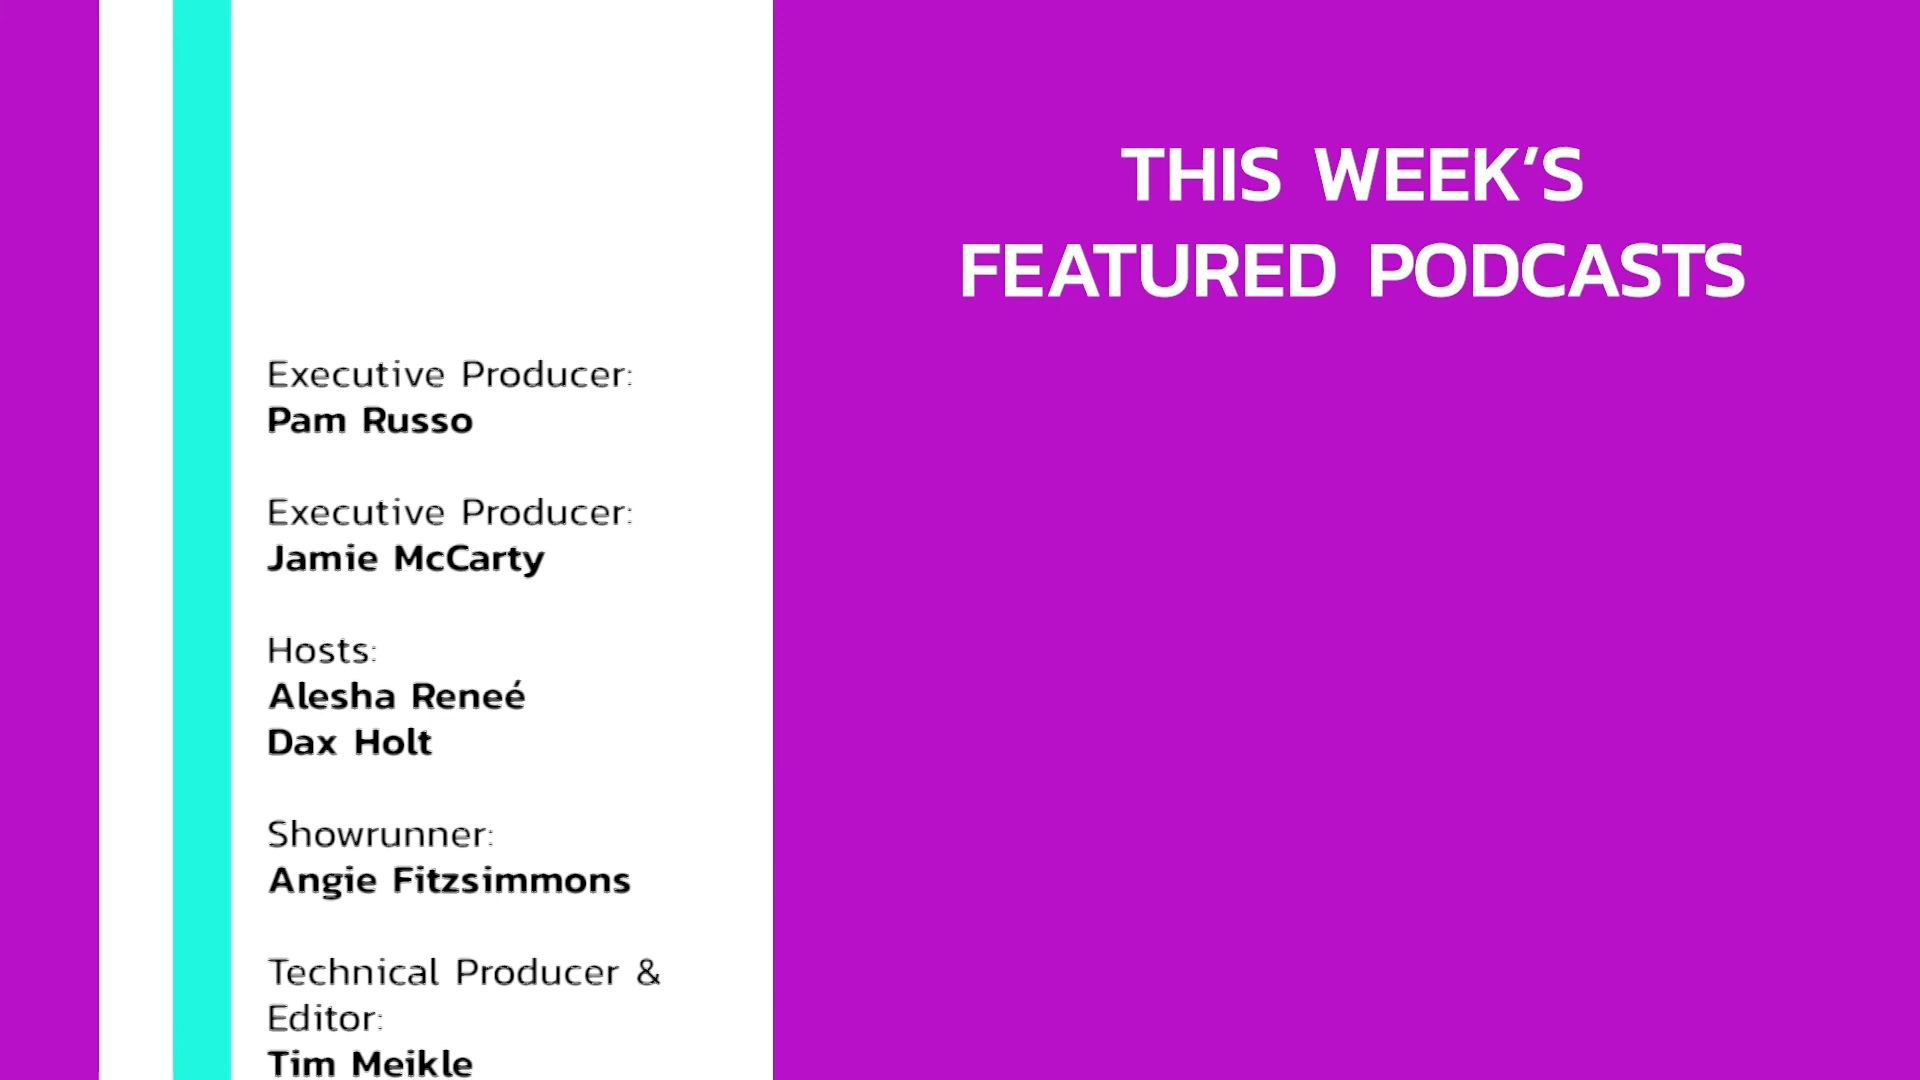 Executive Producer:
Pam Russo
Executive Producer:
Jamie McCarty
Hosts:
Alesha Reneé
Dax Holt
Showrunner:
Angie Fitzsimmons
Technical Producer &
Editor:
Tim Meikle
THIS WEEK’S
FEATURED PODCASTS